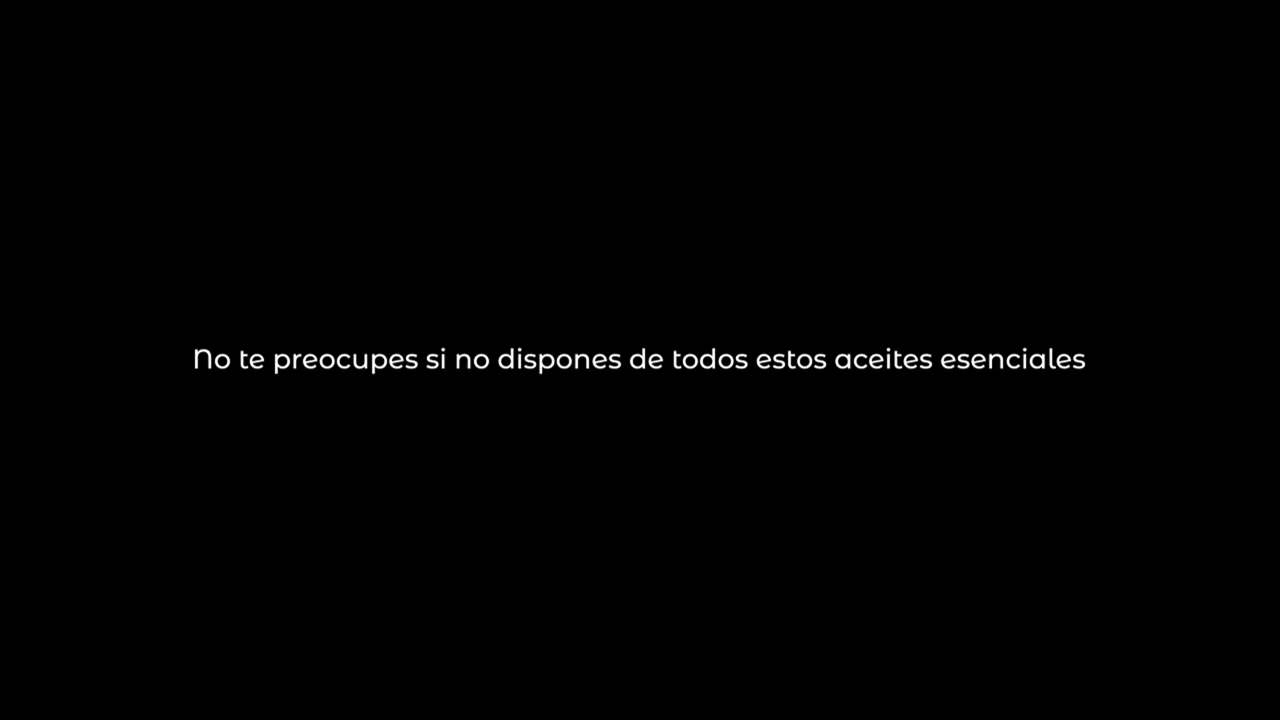 No te preocupes si no dispones de todos estos aceites esenciales